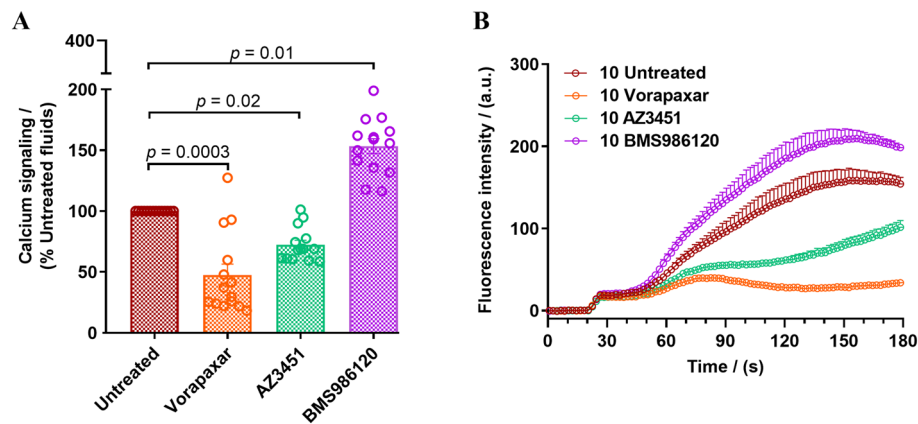 A
Calcium signaling /
(% Untreated fluids)
400
200
150
100
50
0
p = 0.01
p = 0.02
p = 0.0003
Untreated
Vorapaxar
AZ3451
BMS986120
B
Fluorescence intensity / (a.u.)
300
200
100
0
10 Untreated
10 Vorapaxar
10 AZ3451
10 BMS986120
0 30 60 90 120 150 180
Time / (s)